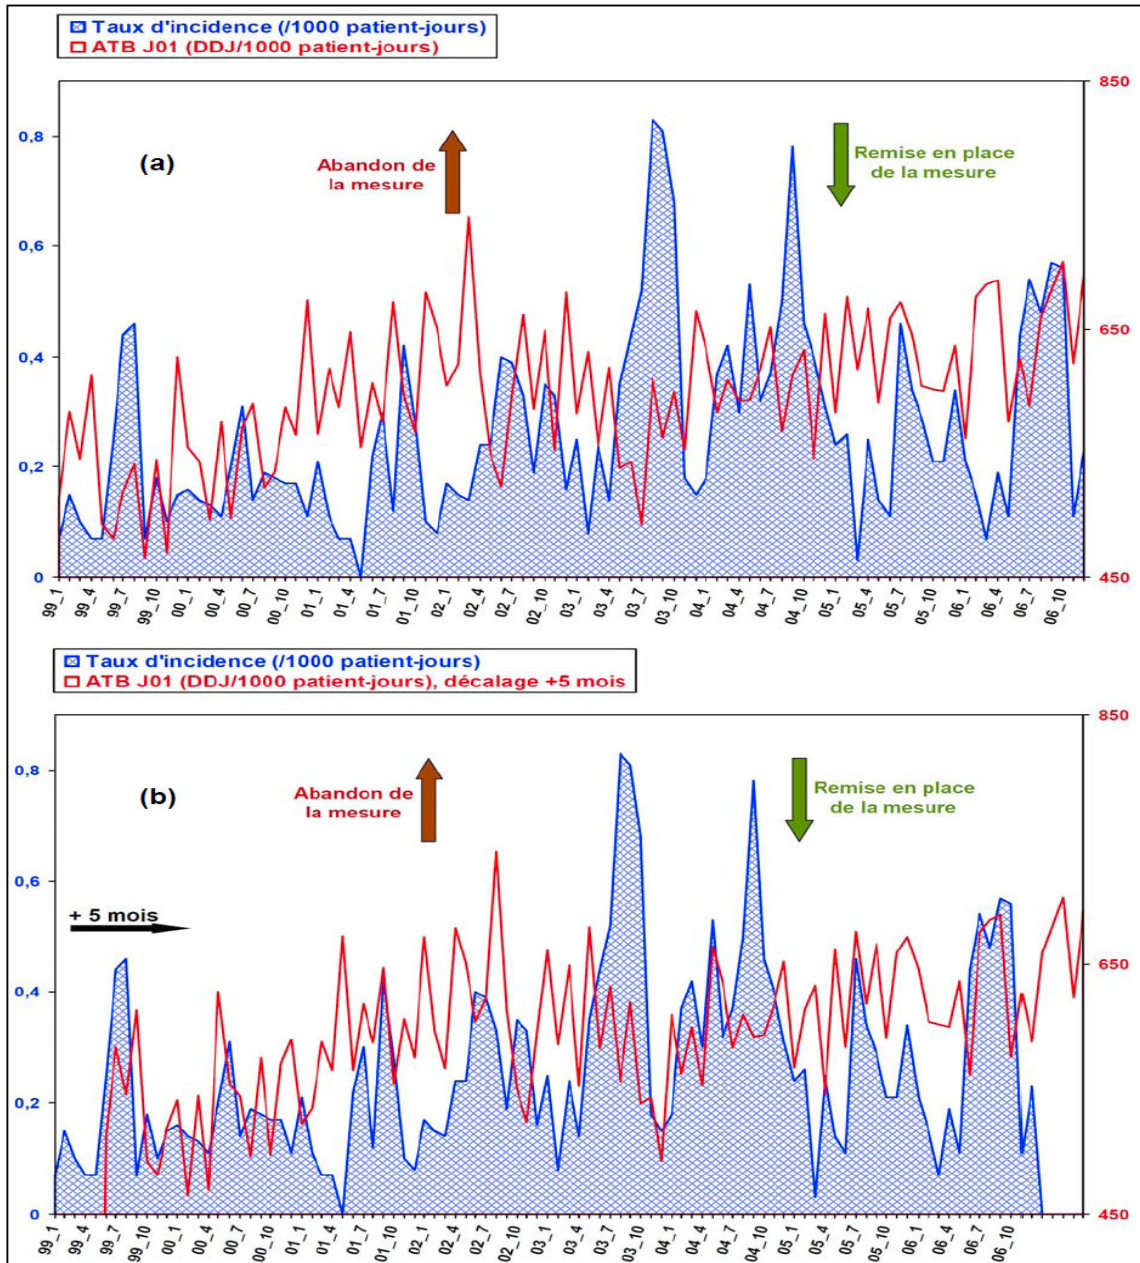 Taux d'incidence (/1000 patient-jours)
ATB J01 (DDJ/1000 patient-jours)
850
0,8
(a)
Abandon de
la mesure
Remise en place
de la mesure
0,6
650
0,4
0,2
0
450
99_1 99_4 99_7 99_10 00_1 00_4 00_7 00_10 01_1 01_4 01_7 01_10 02_1 02_4 02_7 02_10 03_1 03_4 03_7 03_10 04_1 04_4 04_7 04_10 05_1 05_4 05_7 05_10 06_1 06_4 06_7 06_10
Taux d'incidence (/1000 patient-jours)
ATB J01 (DDJ/1000 patient-jours), décalage +5 mois
850
0,8
(b)
Abandon de
la mesure
Remise en place
de la mesure
0,6
+ 5 mois
650
0,4
0,2
0
450
99_1 99_4 99_7 99_10 00_1 00_4 00_7 00_10 01_1 01_4 01_7 01_10 02_1 02_4 02_7 02_10 03_1 03_4 03_7 03_10 04_1 04_4 04_7 04_10 05_1 05_4 05_7 05_10 06_1 06_4 06_7 06_10